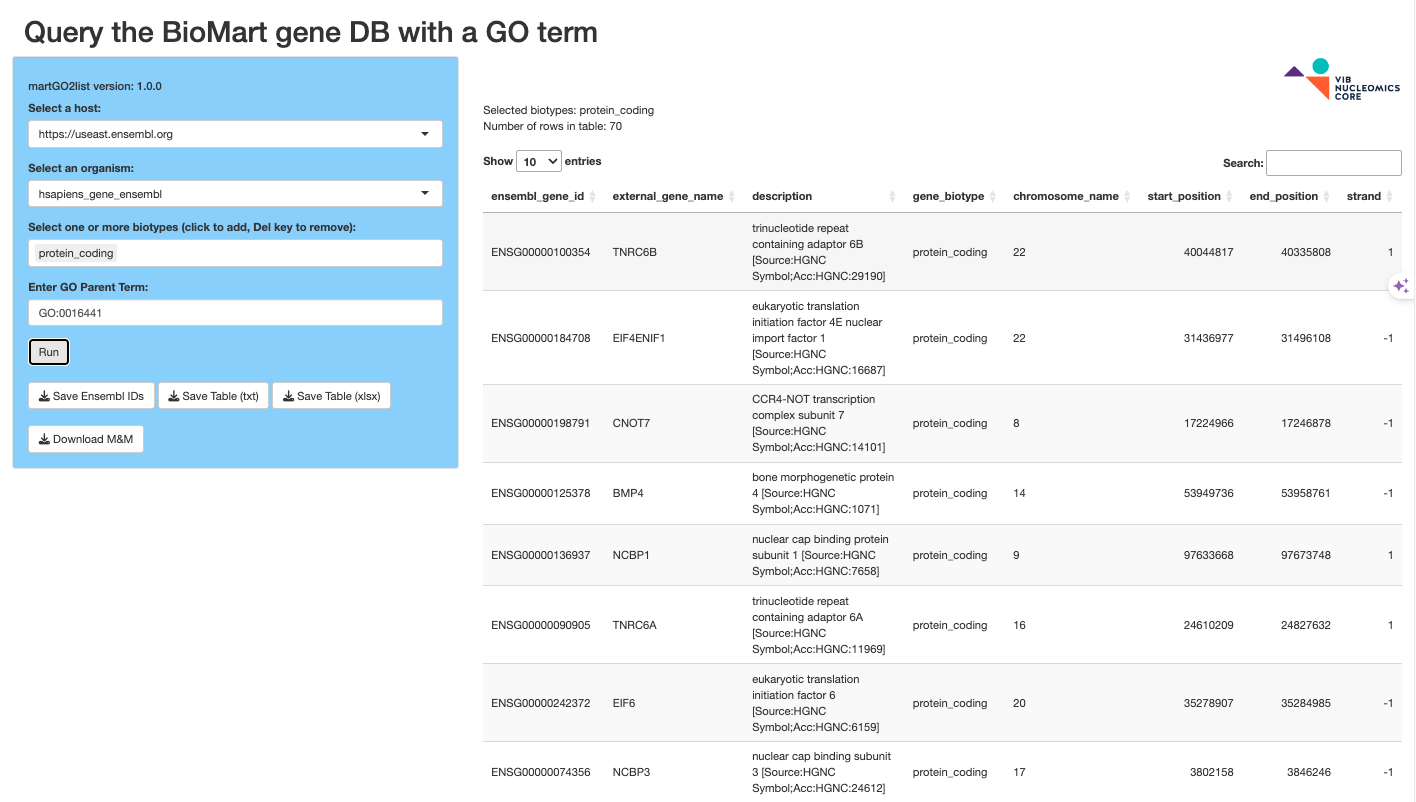 Query the BioMart gene DB with a GO term
martGO2list version: 1.0.0
Select a host:
https://useast.ensembl.org
Select an organism:
hsapiens_gene_ensembl
Select one or more biotypes (click to add, Del key to remove):
protein_coding
Enter GO Parent Term:
GO:0016441
Run
Save Ensembl IDs Save Table (txt) Save Table (xlsx)
Download M&M
VIB
NUCLEOMICS
CORE
Selected biotypes: protein_coding
Number of rows in table: 70
Show 10 entries
Search:
ensembl_gene_id external_gene_name description gene_biotype chromosome_name start_position end_position strand
trinucleotide repeat
containing adaptor 6B
ENSG00000100354 TNRC6B [Source:HGNC protein_coding 22 40044817 40335808 1
Symbol;Acc:HGNC:29190]
eukaryotic translation
initiation factor 4E nuclear
ENSG00000184708 EIF4ENIF1 import factor 1 protein_coding 22 31436977 31496108 -1
[Source:HGNC
Symbol;Acc:HGNC:16687]
CCR4-NOT transcription
complex subunit 7
ENSG00000198791 CNOT7 [Source:HGNC protein_coding 8 17224966 17246878 -1
Symbol;Acc:HGNC:14101]
bone morphogenetic protein
ENSG00000125378 BMP4 4 [Source:HGNC protein_coding 14 53949736 53958761 -1
Symbol;Acc:HGNC:1071]
nuclear cap binding protein
ENSG00000136937 NCBP1 subunit 1 [Source:HGNC protein_coding 9 97633668 97673748 1
Symbol;Acc:HGNC:7658]
trinucleotide repeat
containing adaptor 6A
ENSG00000090905 TNRC6A [Source:HGNC protein_coding 16 24610209 24827632 1
Symbol;Acc:HGNC:11969]
eukaryotic translation
initiation factor 6
ENSG00000242372 EIF6 [Source:HGNC protein_coding 20 35278907 35284985 -1
Symbol;Acc:HGNC:6159]
nuclear cap binding subunit
ENSG00000074356 NCBP3 3 [Source:HGNC protein_coding 17 3802158 3846246 -1
Symbol;Acc:HGNC:24612]